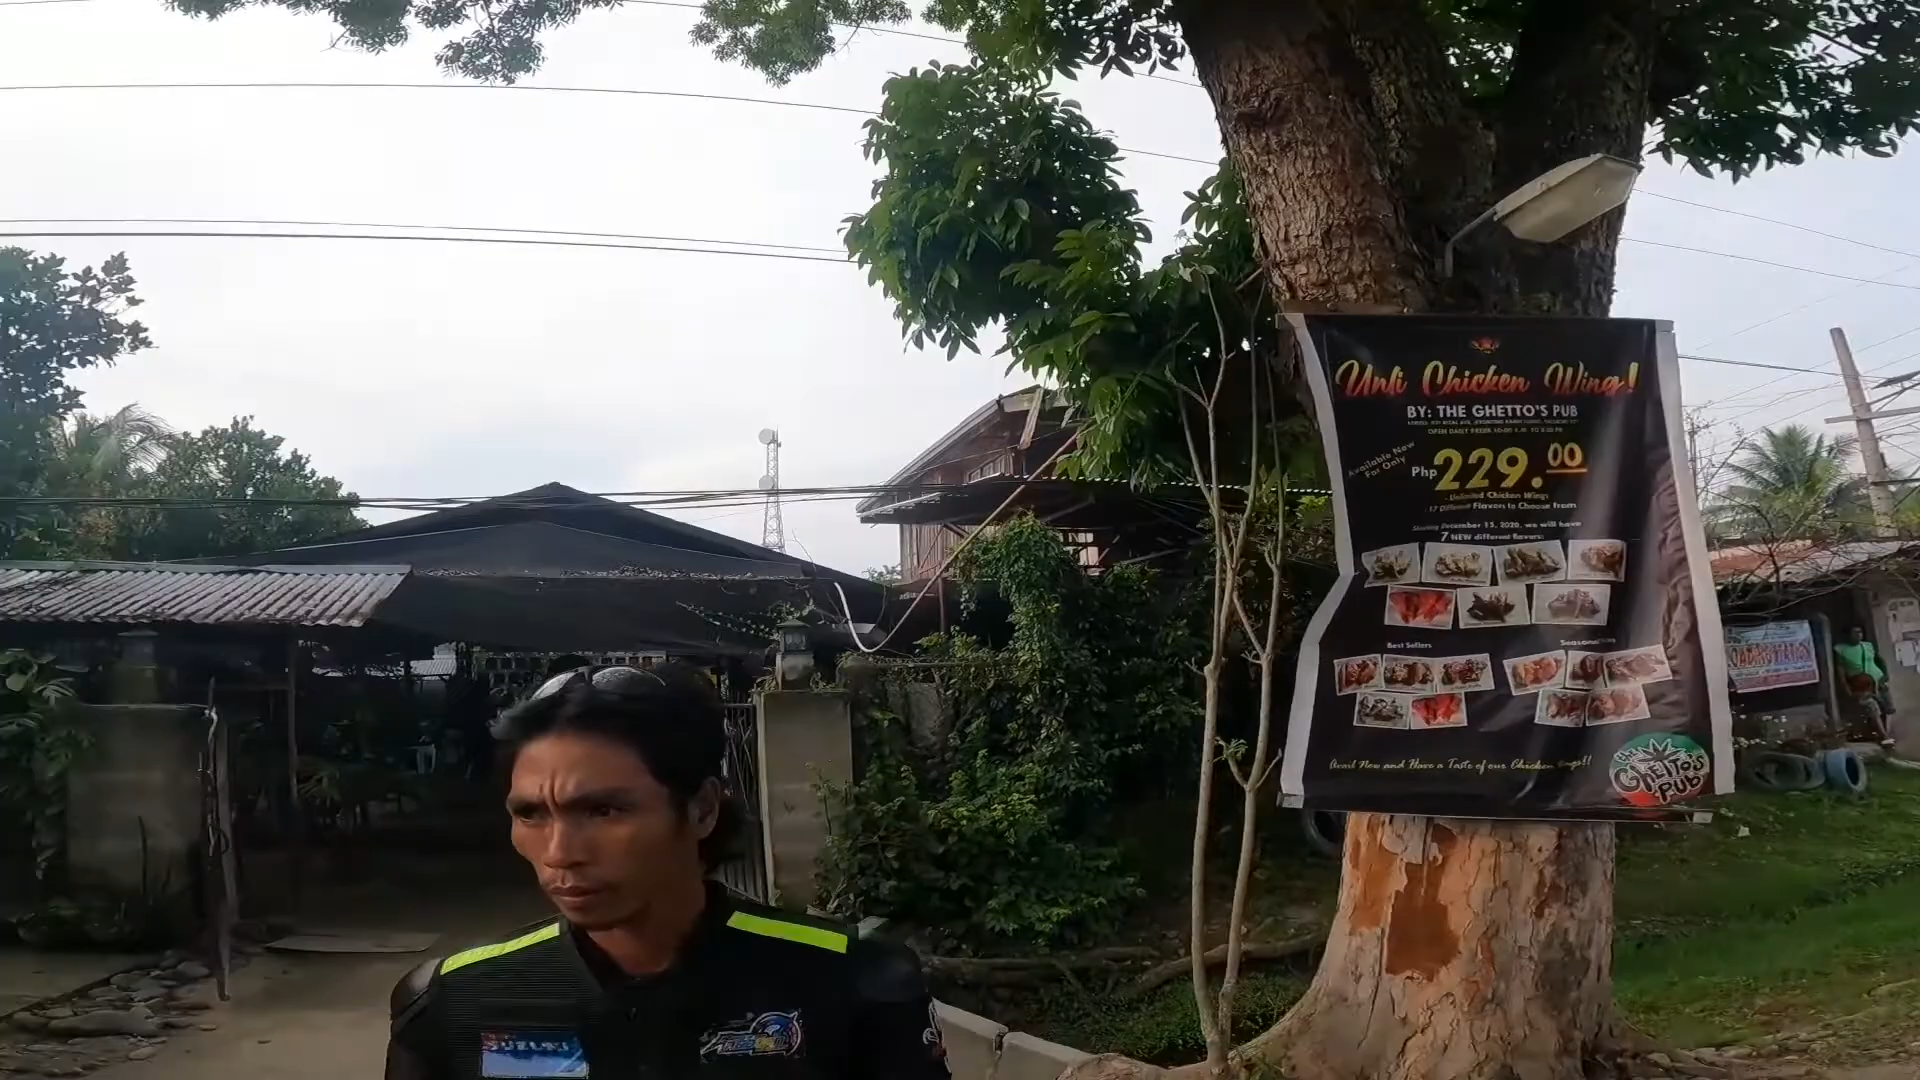 Unli Chicken Wing!
BY: THE GHETTO'S PUB
OPEN DAILY FROM
Available Now
For Only
Php 229.00
Unlimited Chicken Wings
17 Different Flavors to Choose from
Starting December 15, 2020, we will have
7 NEW different flavors:
Best Sellers
Avail Now and Have a Taste of our Chicken
the
GHETTO'S
PUB
SUZUKI